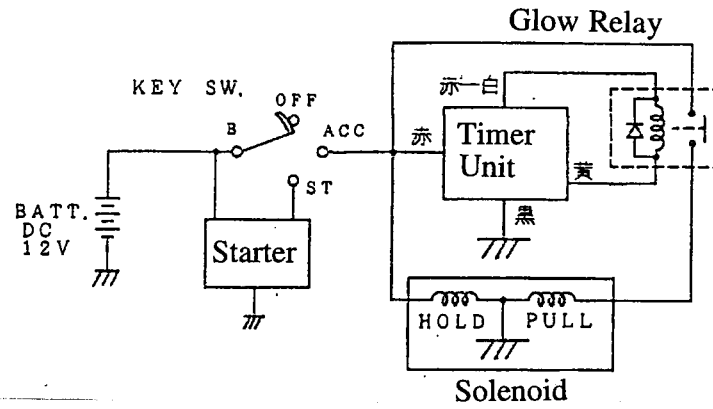 Glow Relay
KEY SW.
OFF
B
ACC
ST
赤
赤ー白
Timer
Unit
黄
黒
BATT.
DC
12V
Starter
HOLD
PULL
Solenoid